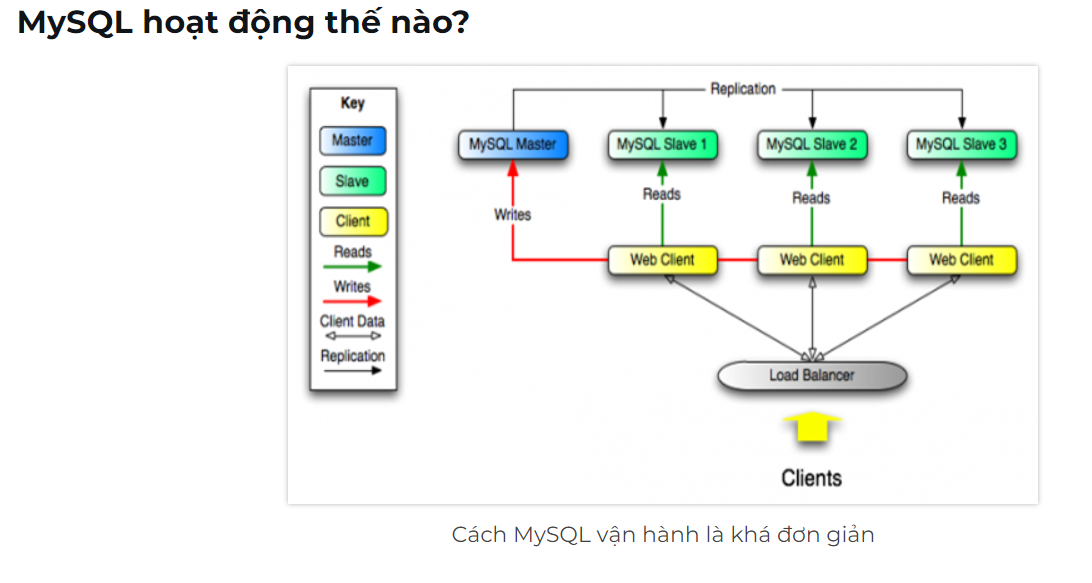 MySQL hoạt động thế nào?
Key
Master
Slave
Client
Reads
Writes
Client Data
Replication
Replication
MySQL Master
MySQL Slave 1
MySQL Slave 2
MySQL Slave 3
Writes
Reads
Reads
Reads
Web Client
Web Client
Web Client
Load Balancer
Clients
Cách MySQL vận hành là khá đơn giản